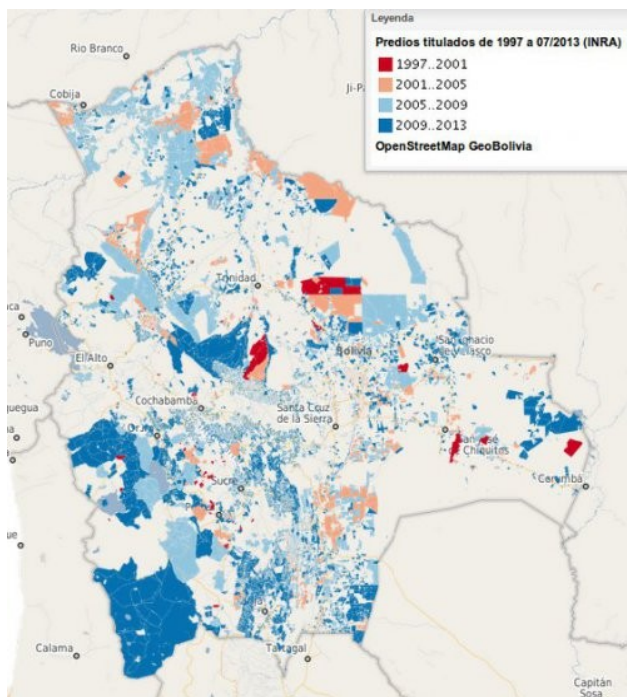 Leyenda
Predios titulados de 1997 a 07/2013 (INRA)
1997..2001
2001..2005
2005..2009
2009..2013
OpenStreetMap GeoBolivia
Rio Branco
Cobija
Trinidad
Puno
El Alto
Bolivia
Cochabamba
Santa Cruz
de la Sierra
de Chiquitos
Corumbá
Sucre
Calama
Tartagal
Capitán
Sosa